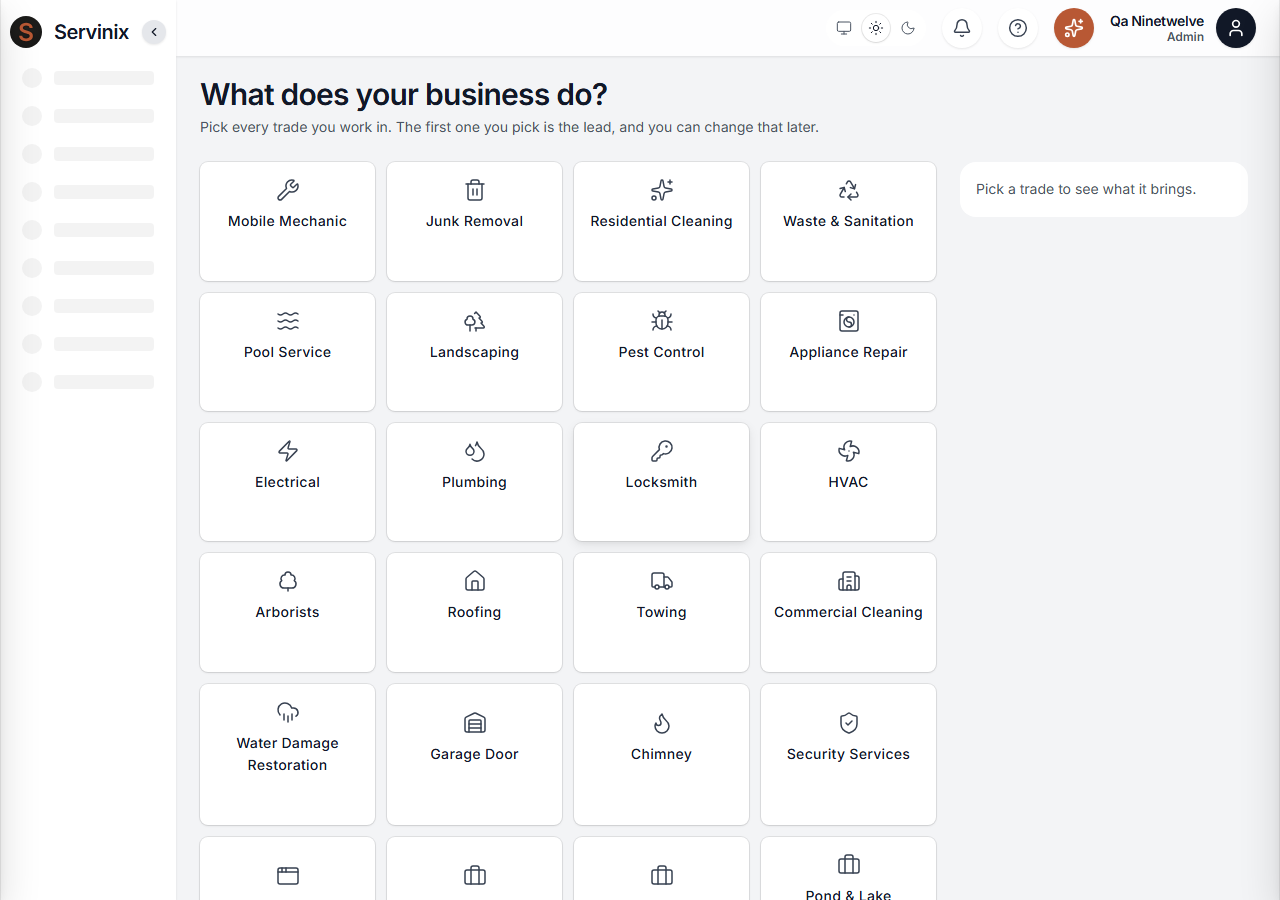 S Servinix
Qa Ninetwelve
Admin
What does your business do?
Pick every trade you work in. The first one you pick is the lead, and you can change that later.
Mobile Mechanic
Junk Removal
Residential Cleaning
Waste & Sanitation
Pick a trade to see what it brings.
Pool Service
Landscaping
Pest Control
Appliance Repair
Electrical
Plumbing
Locksmith
HVAC
Arborists
Roofing
Towing
Commercial Cleaning
Water Damage
Restoration
Garage Door
Chimney
Security Services
Pond & Lake